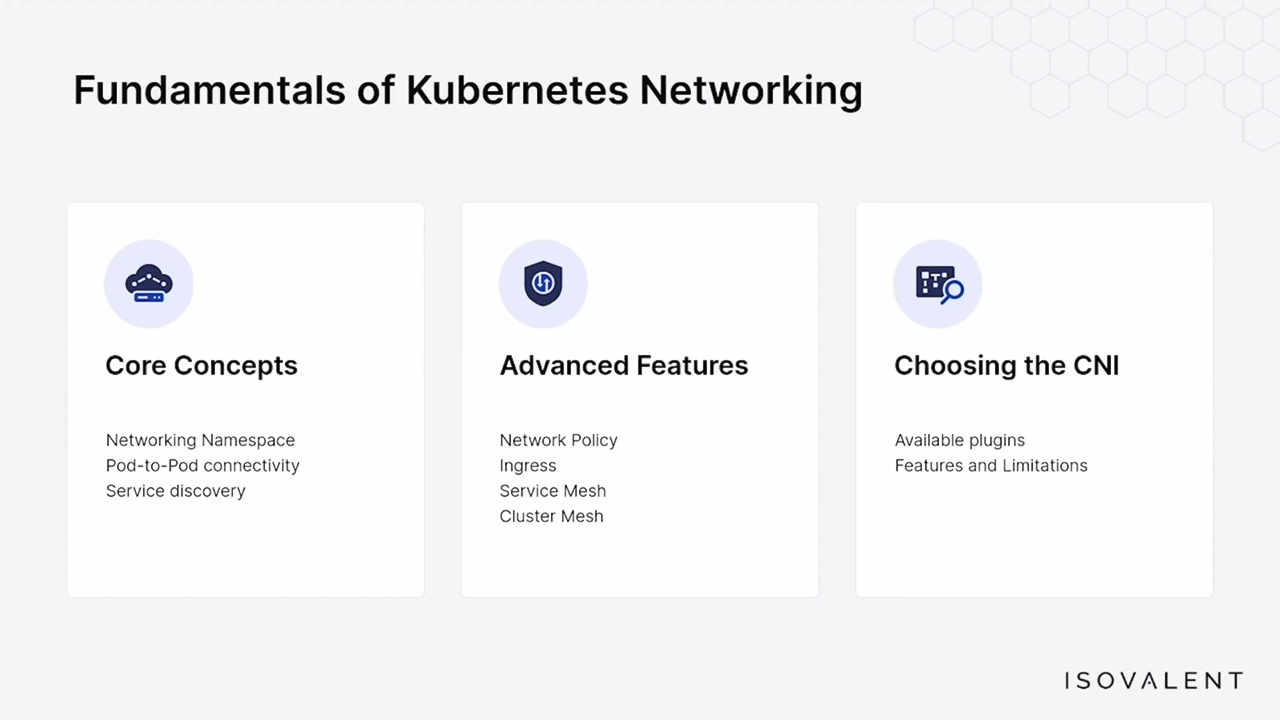 Fundamentals of Kubernetes Networking
Core Concepts
Networking Namespace
Pod-to-Pod connectivity
Service discovery
Advanced Features
Network Policy
Ingress
Service Mesh
Cluster Mesh
Choosing the CNI
Available plugins
Features and Limitations
ISOVALENT